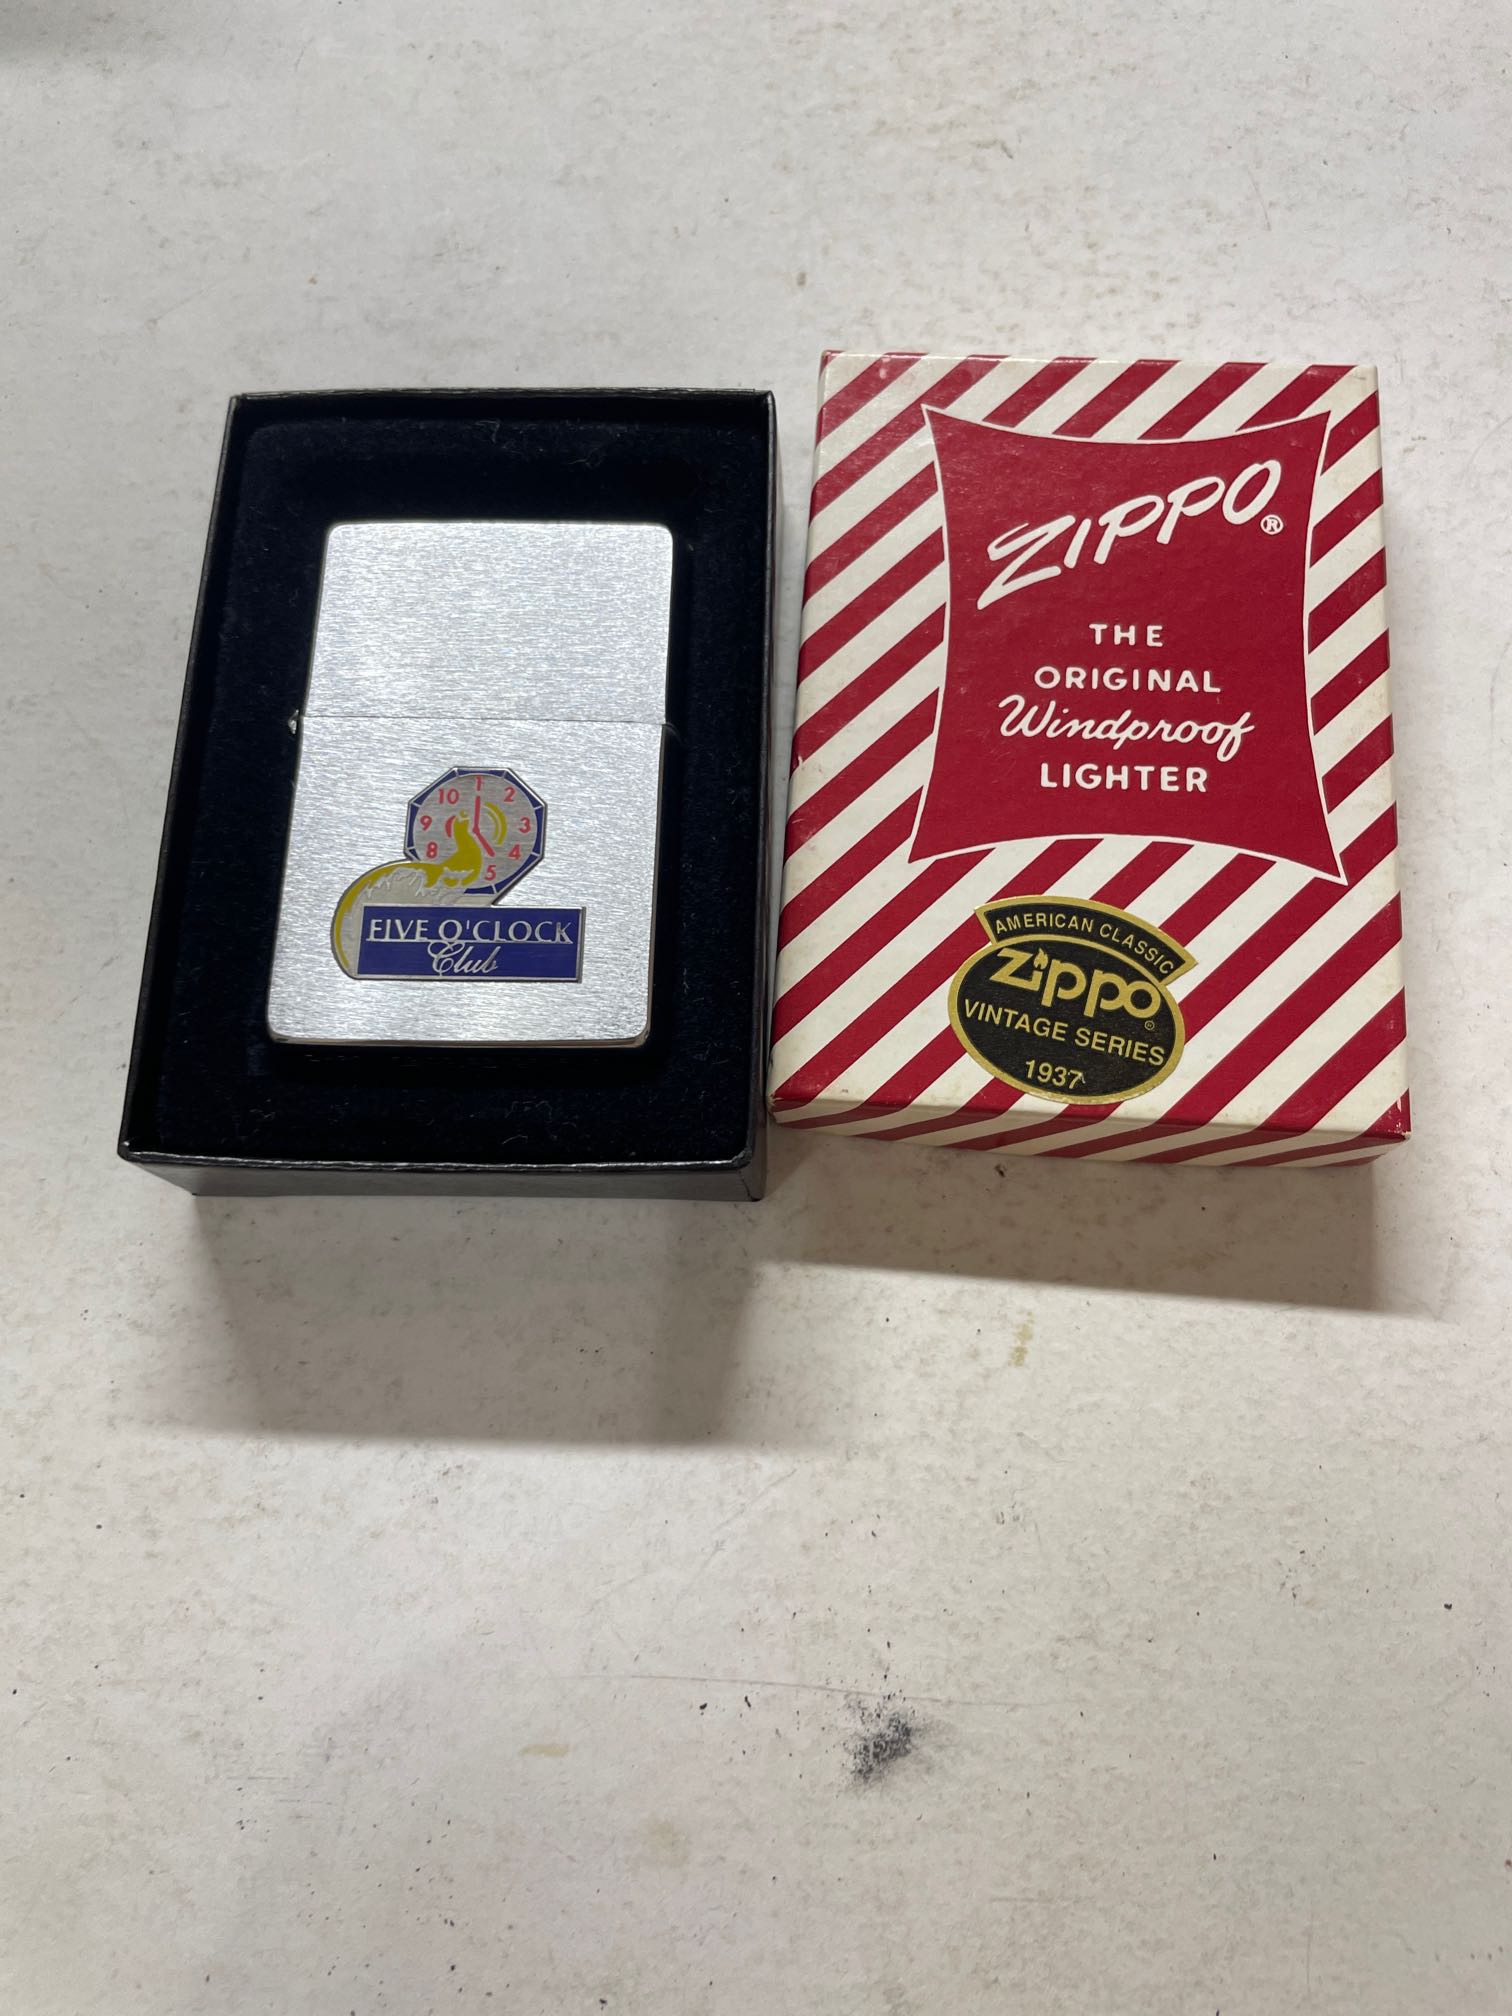 10
1
2
9
3
8
4
5
FIVE O'CLOCK
Club
ZIPPO®
THE
ORIGINAL
Windproof
LIGHTER
AMERICAN CLASSIC
Zippo®
VINTAGE SERIES
1937